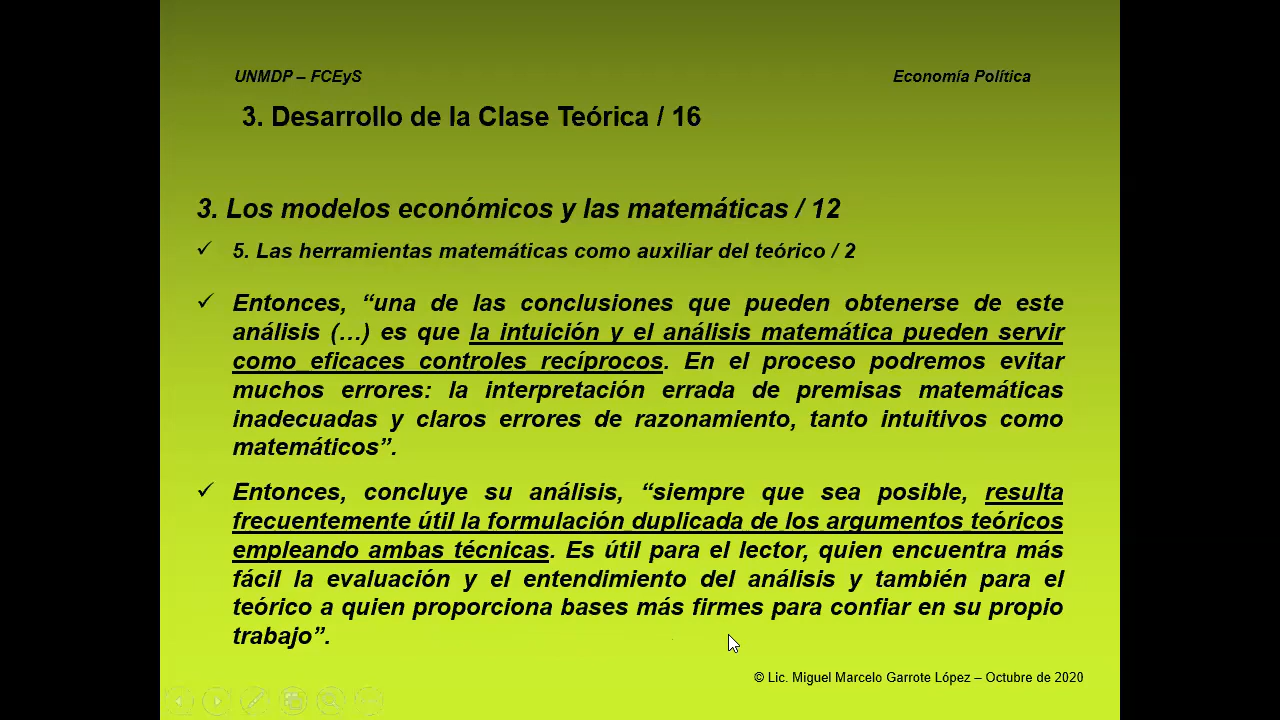 UNMDP – FCEyS
Economía Política
3. Desarrollo de la Clase Teórica / 16
3. Los modelos económicos y las matemáticas / 12
✓ 5. Las herramientas matemáticas como auxiliar del teórico / 2
✓ Entonces, “una de las conclusiones que pueden obtenerse de este
análisis (…) es que la intuición y el análisis matemática pueden servir
como eficaces controles recíprocos. En el proceso podremos evitar
muchos errores: la interpretación errada de premisas matemáticas
inadecuadas y claros errores de razonamiento, tanto intuitivos como
matemáticos”.
✓ Entonces, concluye su análisis, “siempre que sea posible, resulta
frecuentemente útil la formulación duplicada de los argumentos teóricos
empleando ambas técnicas. Es útil para el lector, quien encuentra más
fácil la evaluación y el entendimiento del análisis y también para el
teórico a quien proporciona bases más firmes para confiar en su propio
trabajo”.
© Lic. Miguel Marcelo Garrote López – Octubre de 2020